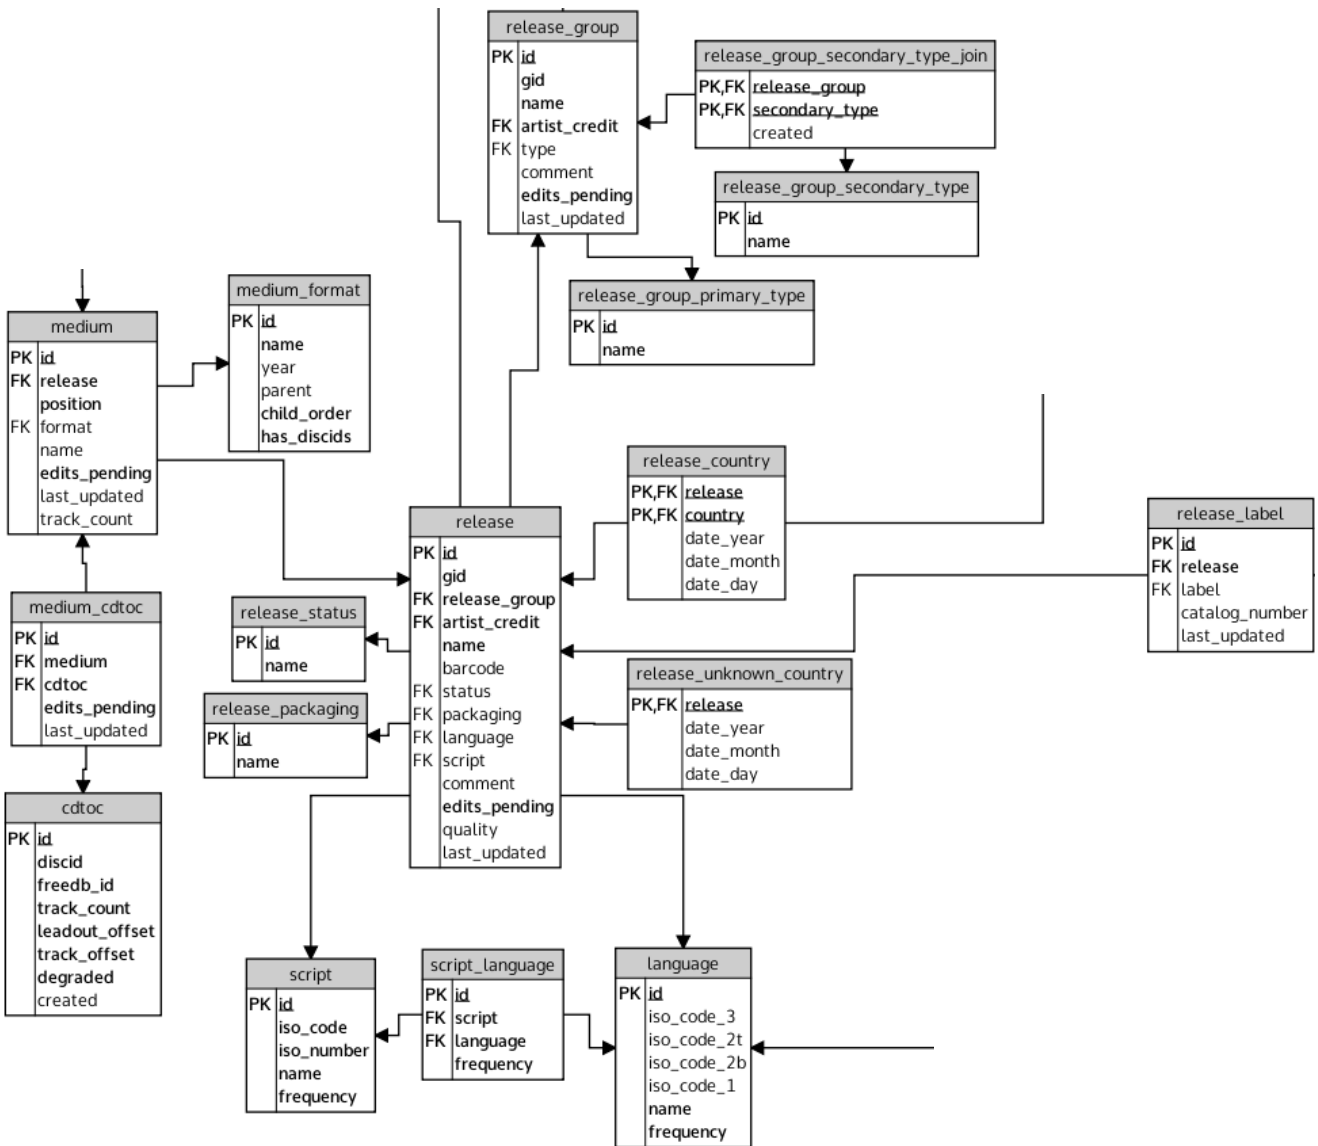 release_group
PK id
gid
name
FK artist_credit
FK type
comment
edits_pending
last_updated
release_group_secondary_type_join
PK,FK release_group
PK,FK secondary_type
created
release_group_secondary_type
PK id
name
release_group_primary_type
PK id
name
medium_format
PK id
name
year
parent
child_order
has_discids
medium
PK id
FK release
position
FK format
name
edits_pending
last_updated
track_count
release_country
PK,FK release
PK,FK country
date_year
date_month
date_day
release_label
PK id
FK release
FK label
catalog_number
last_updated
release
PK id
gid
FK release_group
FK artist_credit
name
barcode
FK status
FK packaging
FK language
FK script
comment
edits_pending
quality
last_updated
medium_cdtoc
PK id
FK medium
FK cdtoc
edits_pending
last_updated
release_status
PK id
name
release_packaging
PK id
name
release_unknown_country
PK,FK release
date_year
date_month
date_day
cdtoc
PK id
discid
freedb_id
track_count
leadout_offset
track_offset
degraded
created
script
PK id
iso_code
iso_number
name
frequency
script_language
PK id
FK script
FK language
frequency
language
PK id
iso_code_3
iso_code_2t
iso_code_2b
iso_code_1
name
frequency